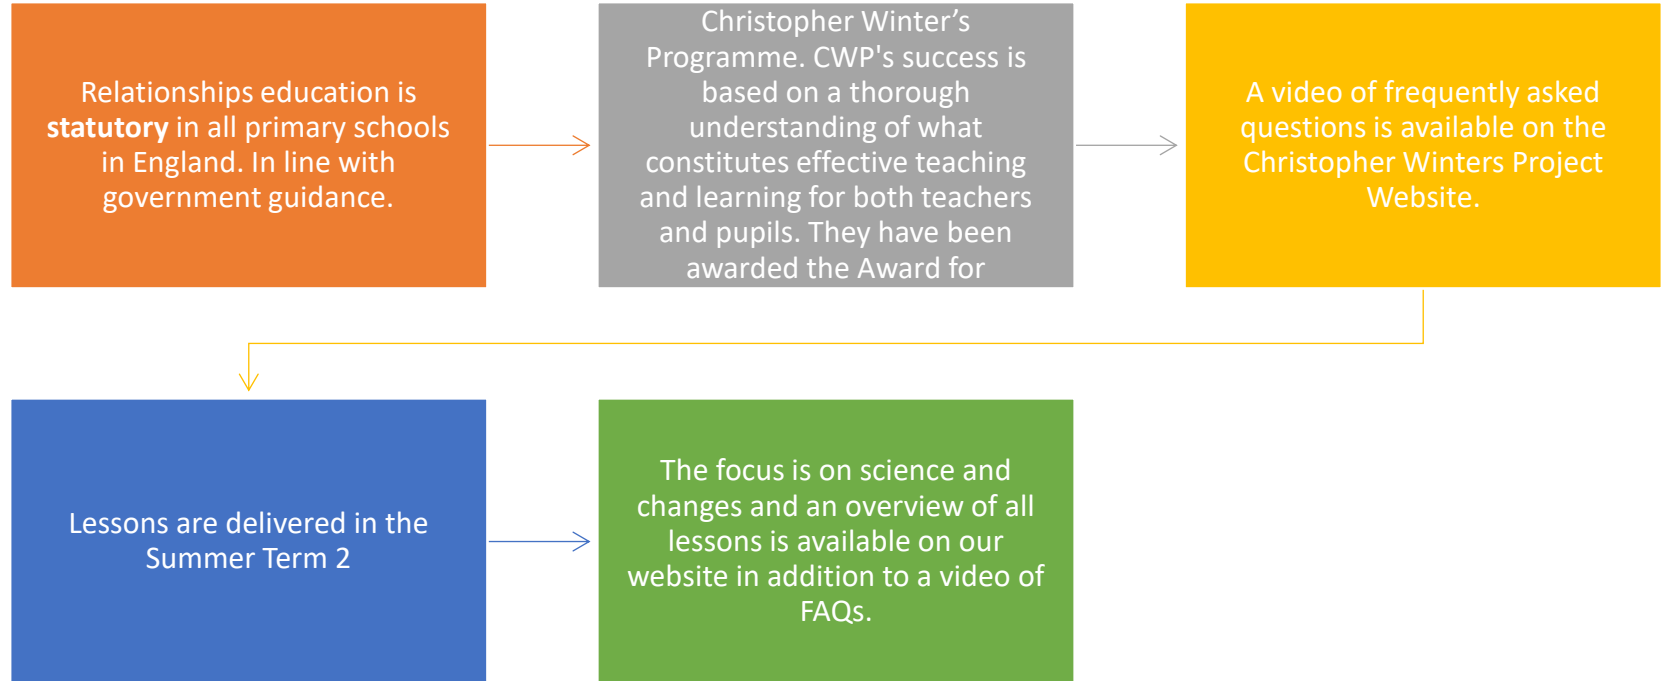 Relationships education is
statutory in all primary schools
in England. In line with
government guidance.
Christopher Winter’s
Programme. CWP's success is
based on a thorough
understanding of what
constitutes effective teaching
and learning for both teachers
and pupils. They have been
awarded the Award for
A video of frequently asked
questions is available on the
Christopher Winters Project
Website.
Lessons are delivered in the
Summer Term 2
The focus is on science and
changes and an overview of all
lessons is available on our
website in addition to a video of
FAQs.